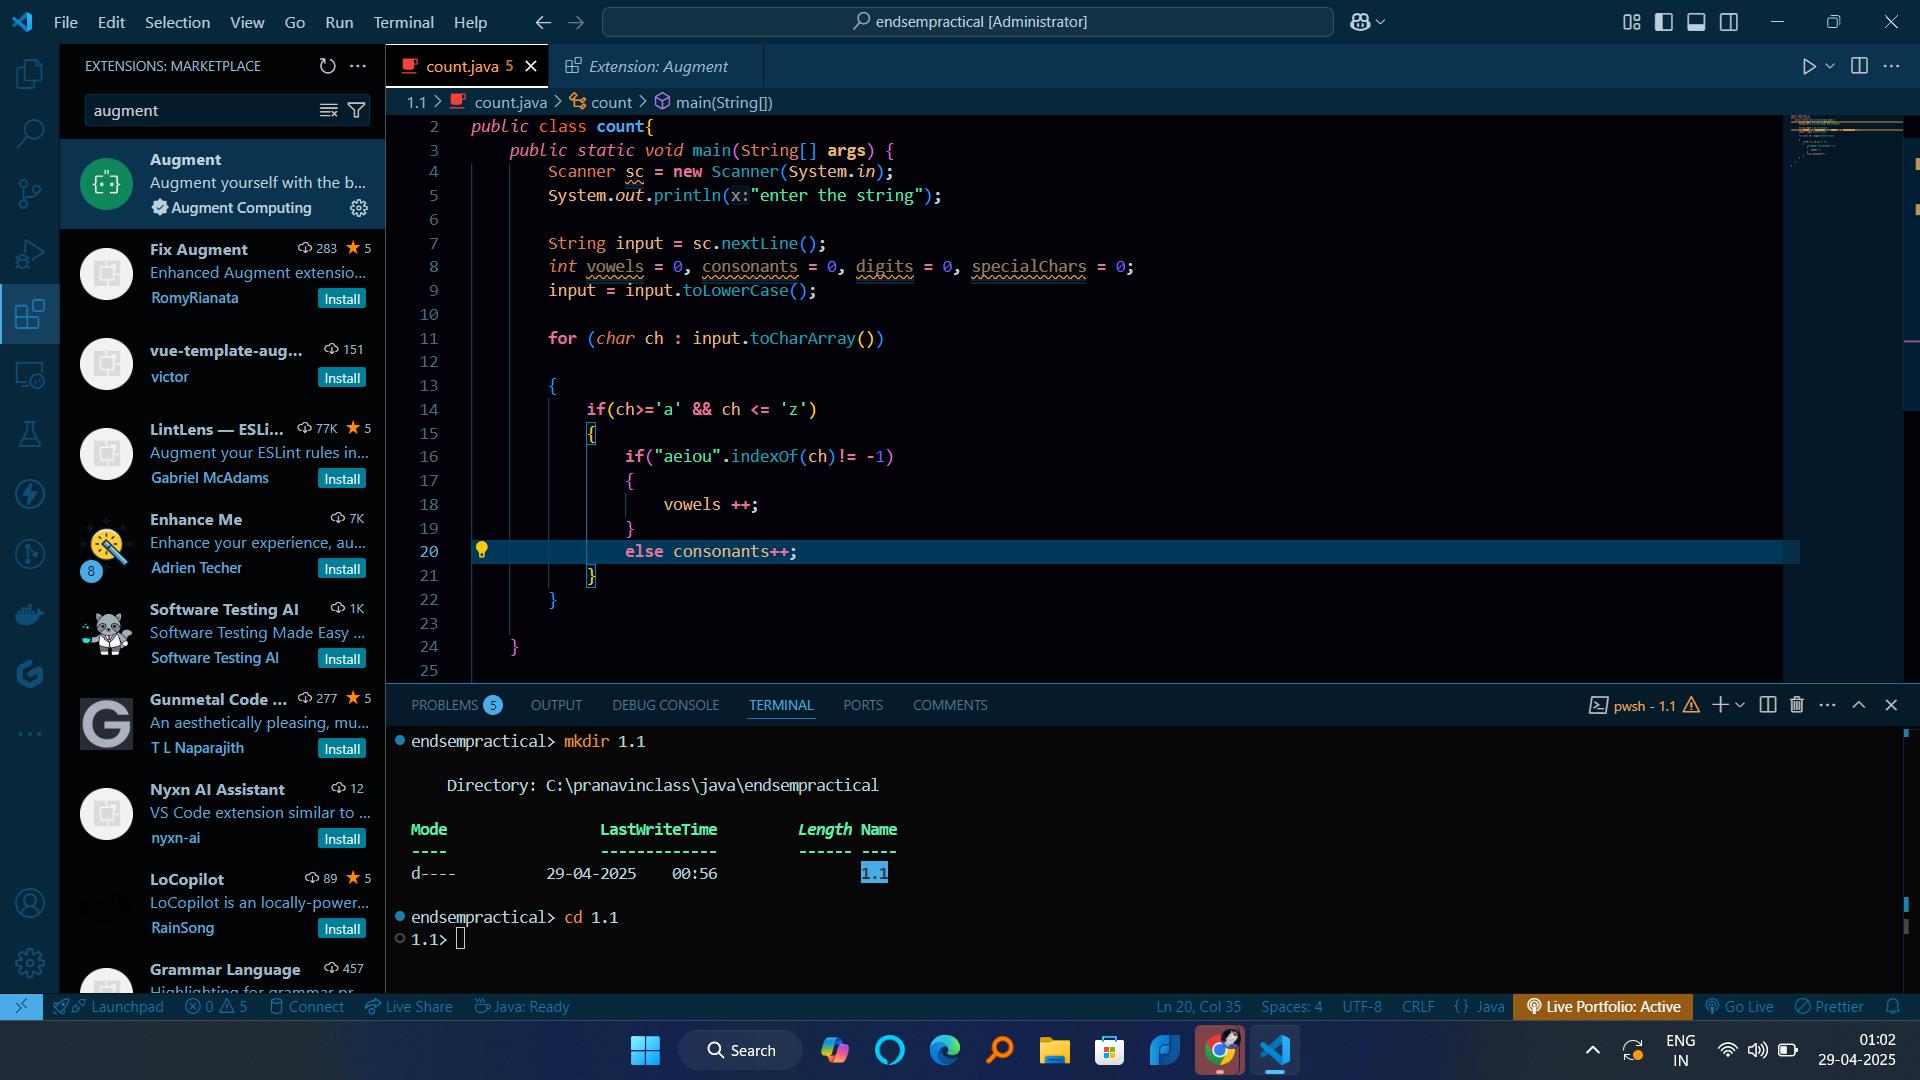 File Edit Selection View Go Run Terminal Help
endsempractical [Administrator]
EXTENSIONS: MARKETPLACE
augment
Augment
Augment yourself with the b...
Augment Computing
Fix Augment 283 5
Enhanced Augment extensio...
RomyRianata Install
vue-template-aug... 151
victor Install
LintLens — ESLi... 77K 5
Augment your ESLint rules in...
Gabriel McAdams Install
Enhance Me 7K
Enhance your experience, au...
8 Adrien Techer Install
Software Testing AI 1K
Software Testing Made Easy ...
Software Testing AI Install
Gunmetal Code ... 277 5
An aesthetically pleasing, mu...
T L Naparajith Install
Nyxn AI Assistant 12
VS Code extension similar to ...
nyxn-ai Install
LoCopilot 89 5
LoCopilot is an locally-power...
RainSong Install
Grammar Language 457
count.java 5
Extension: Augment
1.1 > count.java > count > main(String[])
2 public class count{
3 public static void main(String[] args) {
4 Scanner sc = new Scanner(System.in);
5 System.out.println(x:"enter the string");
6
7 String input = sc.nextLine();
8 int vowels = 0, consonants = 0, digits = 0, specialChars = 0;
9 input = input.toLowerCase();
10
11 for (char ch : input.toCharArray())
12
13 {
14 if(ch>='a' && ch <= 'z')
15 {
16 if("aeiou".indexOf(ch)!= -1)
17 {
18 vowels ++;
19 }
20 else consonants++;
21 }
22 }
23
24 }
25
PROBLEMS 5 OUTPUT DEBUG CONSOLE TERMINAL PORTS COMMENTS
pwsh - 1.1
endsempractical> mkdir 1.1
Directory: C:\pranavinclass\java\endsempractical
Mode LastWriteTime Length Name
---- ------------- ------ ----
d---- 29-04-2025 00:56 1.1
endsempractical> cd 1.1
1.1>
Launchpad 0 5 Connect Live Share Java: Ready
Ln 20, Col 35 Spaces: 4 UTF-8 CRLF {} Java Live Portfolio: Active Go Live Prettier
Search
ENG
IN
01:02
29-04-2025